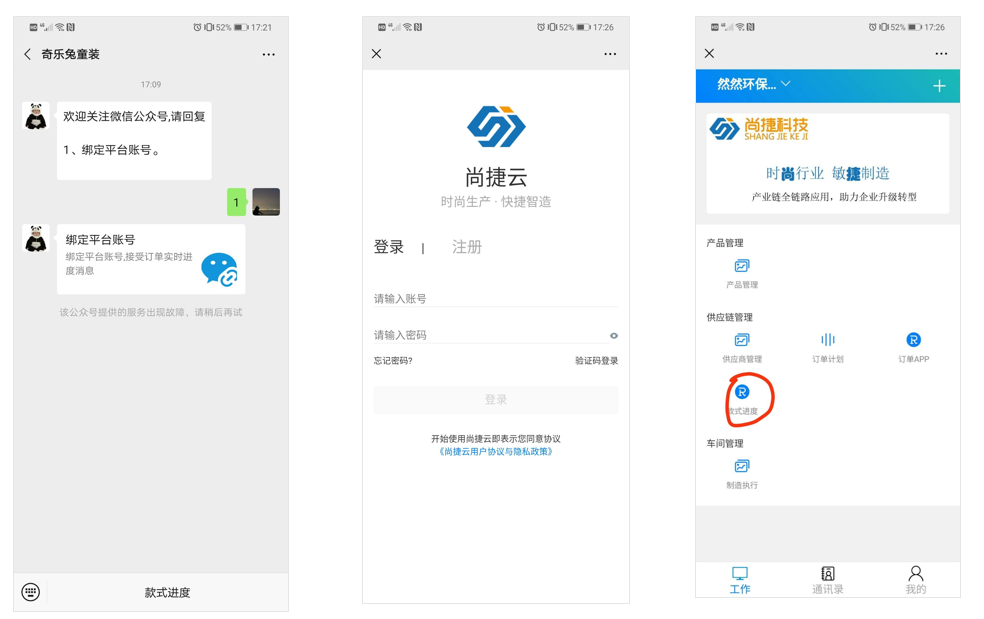 52% 17:21
奇乐兔童装
17:09
欢迎关注微信公众号,请回复
1、绑定平台账号。
1
绑定平台账号
绑定平台账号,接受订单实时进
度消息
该公众号提供的服务出现故障，请稍后再试
款式进度
52% 17:26
尚捷云
时尚生产 · 快捷智造
登录 | 注册
请输入账号
请输入密码
忘记密码? 验证码登录
登录
开始使用尚捷云即表示您同意协议
《尚捷云用户协议与隐私政策》
52% 17:26
然然环保...
尚捷科技
SHANG JIE KE JI
时尚行业 敏捷制造
产业链全链路应用，助力企业升级转型
产品管理
产品管理
供应链管理
供应商管理 订单计划 订单APP
R
款式进度
车间管理
制造执行
工作 通讯录 我的